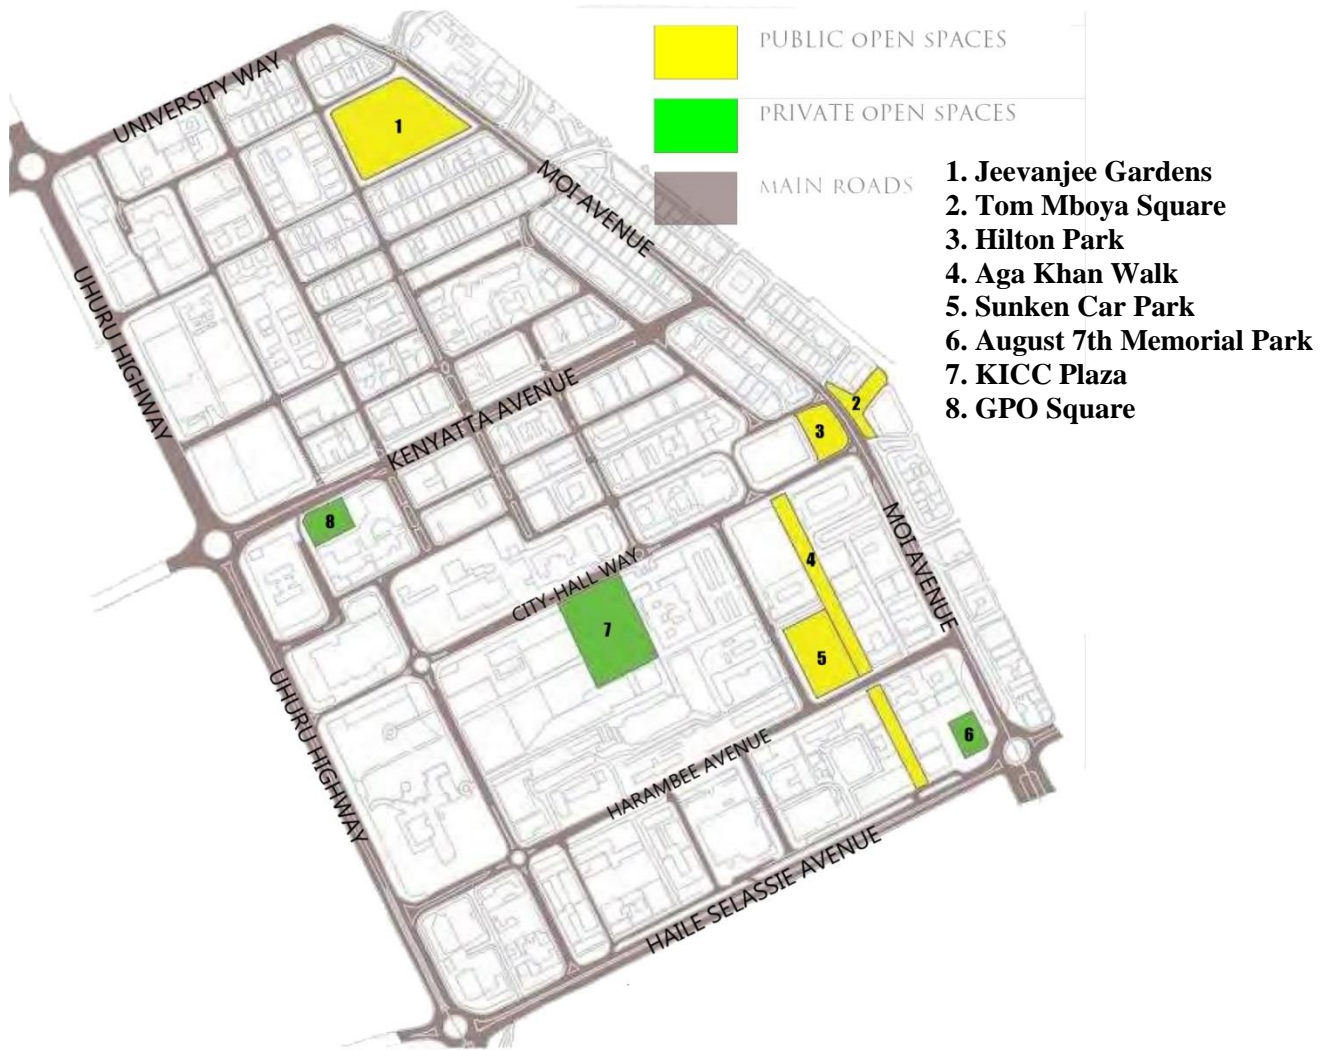 PUBLIC OPEN SPACES
PRIVATE OPEN SPACES
MAIN ROADS
1. Jeevanjee Gardens
2. Tom Mboya Square
3. Hilton Park
4. Aga Khan Walk
5. Sunken Car Park
6. August 7th Memorial Park
7. KICC Plaza
8. GPO Square
UNIVERSITY WAY
1
MOI AVENUE
UHURU HIGHWAY
KENYATTA AVENUE
2
3
8
4
MOI AVENUE
CITY-HALL WAY
7
5
UHURU HIGHWAY
6
HARAMBEE AVENUE
HAILE SELASSIE AVENUE